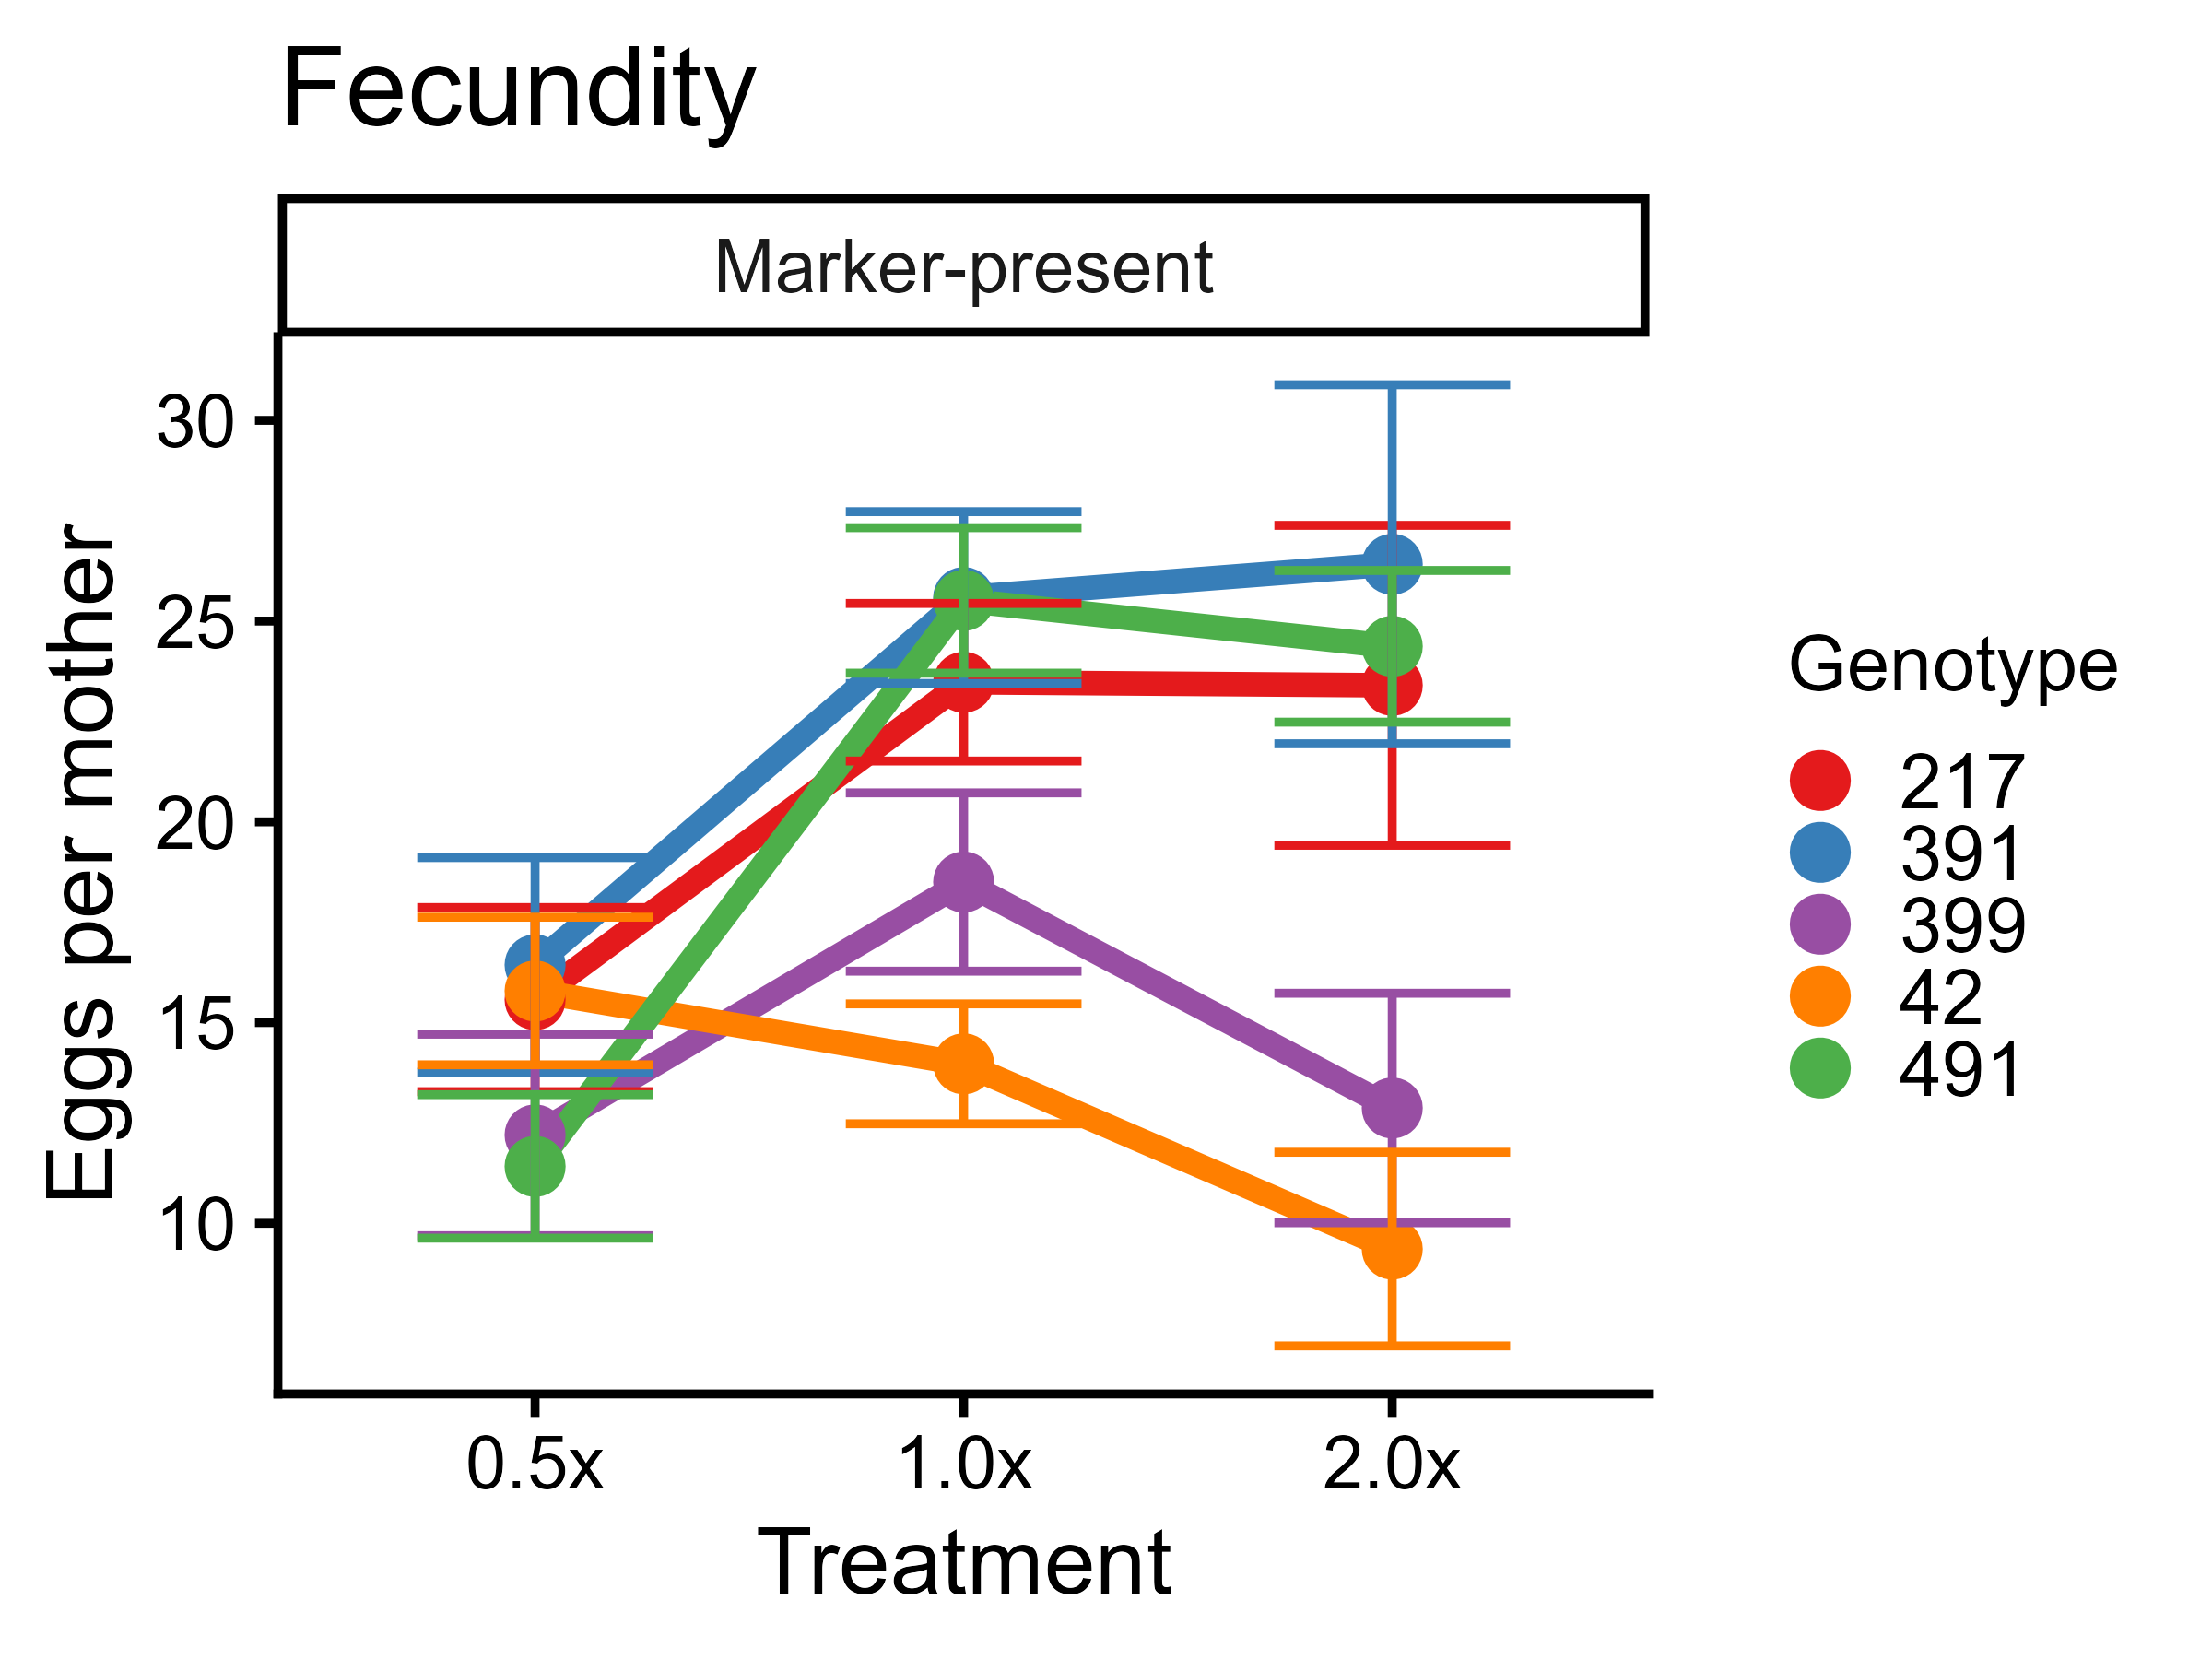 Fecundity
Marker-present
30
25
20
15
10
Eggs per mother
0.5x 1.0x 2.0x
Treatment
Genotype
217
391
399
42
491